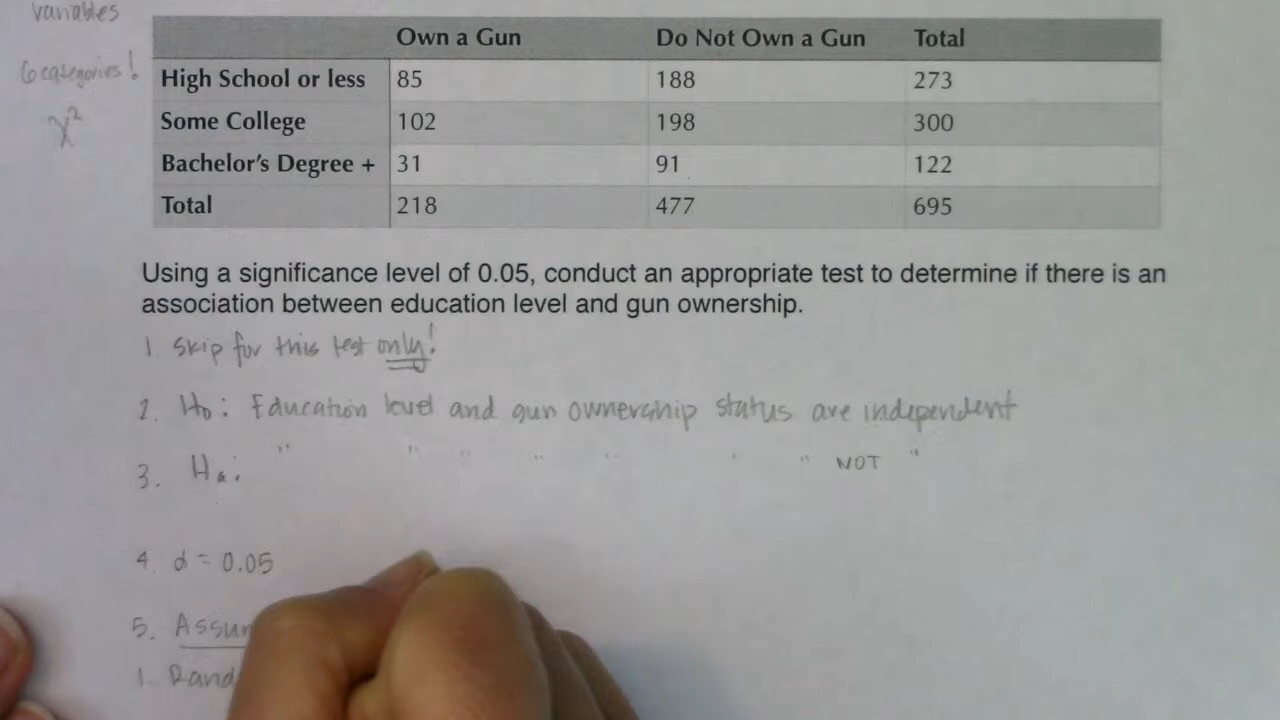 variables
6 categories!
χ²
Own a Gun Do Not Own a Gun Total
High School or less 85 188 273
Some College 102 198 300
Bachelor's Degree + 31 91 122
Total 218 477 695
Using a significance level of 0.05, conduct an appropriate test to determine if there is an
association between education level and gun ownership.
1. Skip for this test only!
2. H₀: Education level and gun ownership status are independent
3. Hₐ: " " " " " " " NOT "
4. α = 0.05
5. Assum
1. Rand